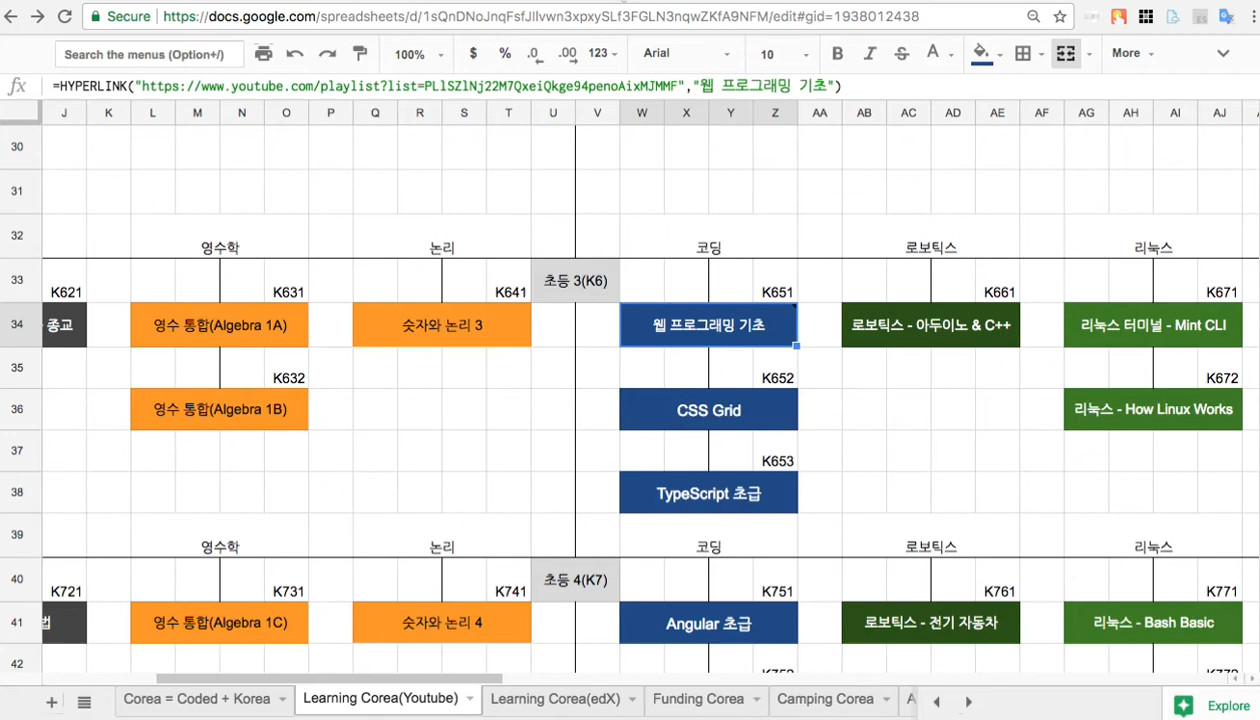 Secure https://docs.google.com/spreadsheets/d/1sQnDNoJnqFsfJIlvwn3xpxySLf3FGLN3nqwZKfA9NFM/edit#gid=1938012438
Search the menus (Option+/) 100% $ % .0 .00 123 Arial 10 B I S A More
fx =HYPERLINK("https://www.youtube.com/playlist?list=PLlSZlNj22M7QxeiQkge94penoAixMJMMF","웹 프로그래밍 기초")
J K L M N O P Q R S T U V W X Y Z AA AB AC AD AE AF AG AH AI AJ
30
31
32 영수학 논리 코딩 로보틱스 리눅스
33 K621 K631 K641 초등 3(K6) K651 K661 K671
34 종교 영수 통합(Algebra 1A) 숫자와 논리 3 웹 프로그래밍 기초 로보틱스 - 아두이노 & C++ 리눅스 터미널 - Mint CLI
35 K632 K652 K672
36 영수 통합(Algebra 1B) CSS Grid 리눅스 - How Linux Works
37 K653
38 TypeScript 초급
39 영수학 논리 코딩 로보틱스 리눅스
40 K721 K731 K741 초등 4(K7) K751 K761 K771
41 법 영수 통합(Algebra 1C) 숫자와 논리 4 Angular 초급 로보틱스 - 전기 자동차 리눅스 - Bash Basic
42
Corea = Coded + Korea Learning Corea(Youtube) Learning Corea(edX) Funding Corea Camping Corea Explore